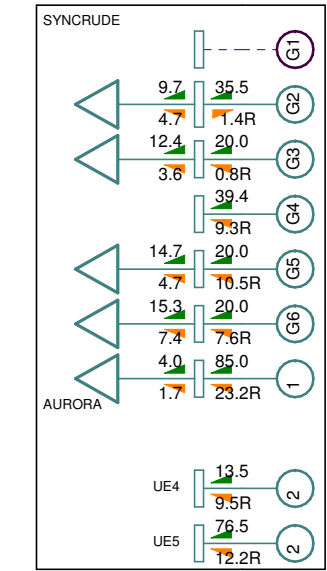 SYNCRUDE
G1
9.7 35.5 G2
4.7 1.4R
12.4 20.0 G3
3.6 0.8R
39.4 G4
9.3R
14.7 20.0 G5
4.7 10.5R
15.3 20.0 G6
7.4 7.6R
4.0 85.0 1
1.7 23.2R
AURORA
13.5
UE4 2
9.5R
76.5
UE5 2
12.2R